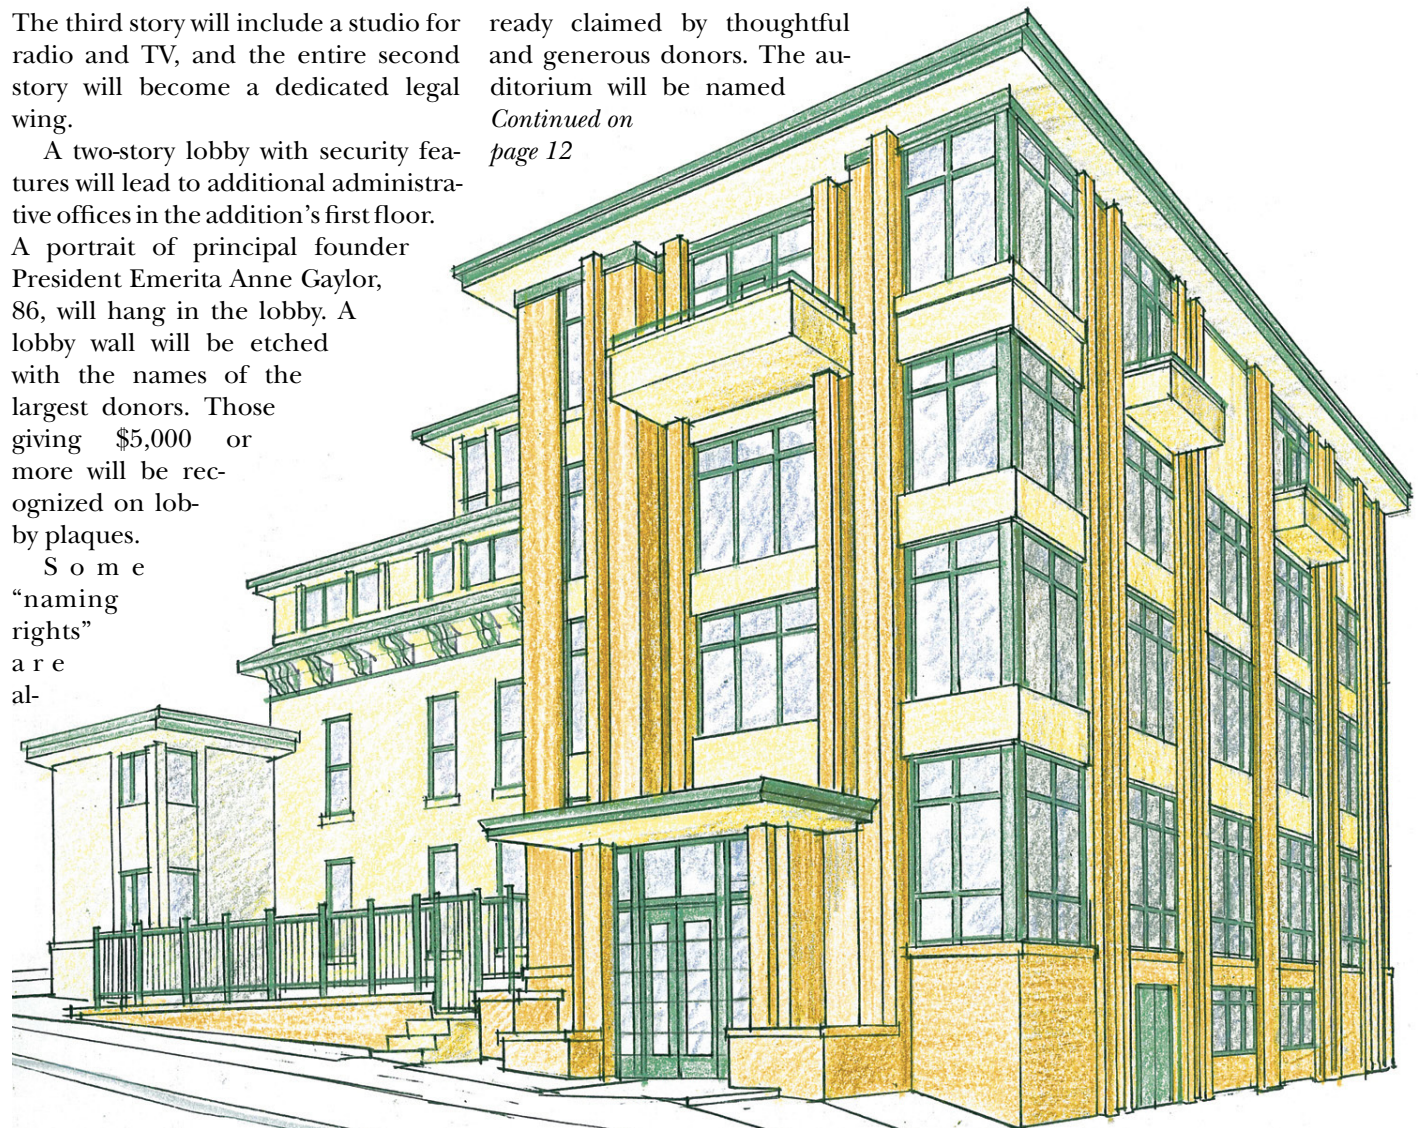 The third story will include a studio for
radio and TV, and the entire second
story will become a dedicated legal
wing.
A two-story lobby with security fea-
tures will lead to additional administra-
tive offices in the addition’s first floor.
A portrait of principal founder
President Emerita Anne Gaylor,
86, will hang in the lobby. A
lobby wall will be etched
with the names of the
largest donors. Those
giving $5,000 or
more will be rec-
ognized on lob-
by plaques.
Some
“naming
rights”
are
al-
ready claimed by thoughtful
and generous donors. The au-
ditorium will be named
Continued on
page 12